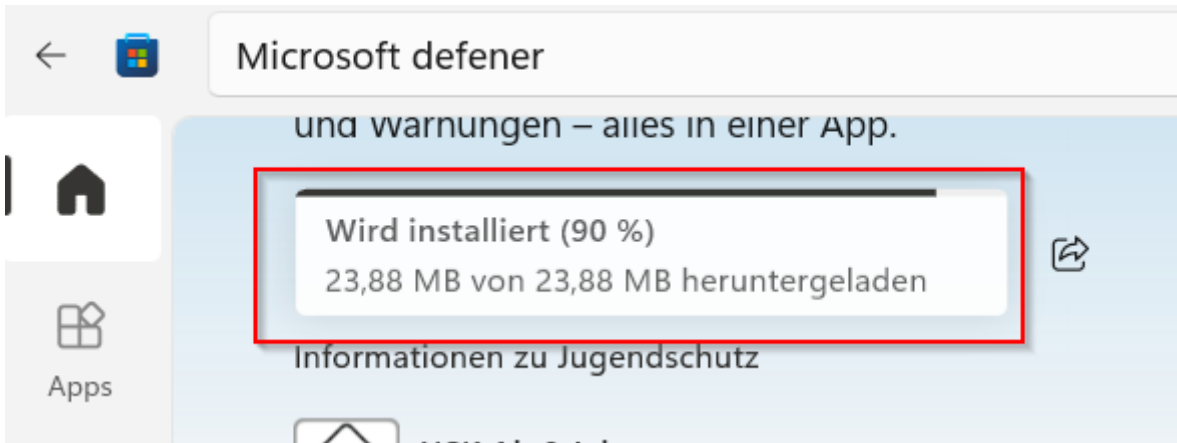 Microsoft defener
und Warnungen – alles in einer App.
Wird installiert (90 %)
23,88 MB von 23,88 MB heruntergeladen
Informationen zu Jugendschutz
Apps